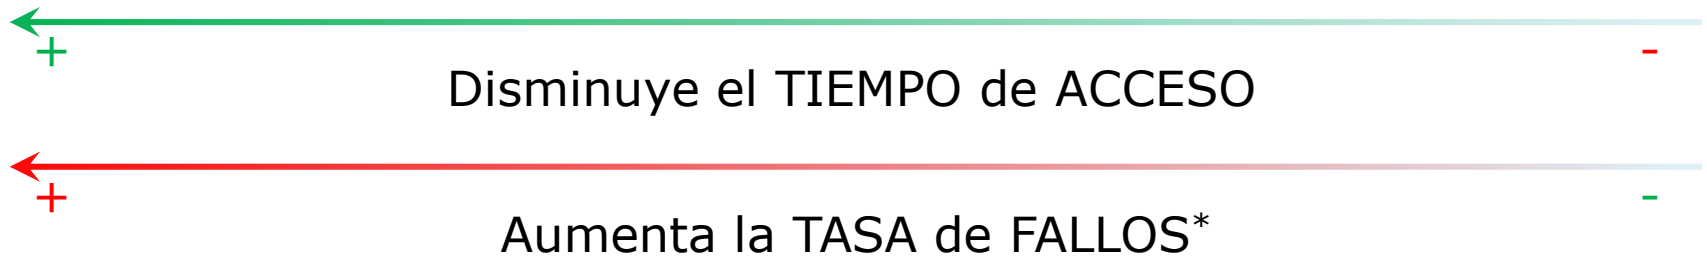 + -
Disminuye el TIEMPO de ACCESO
+ -
Aumenta la TASA de FALLOS*